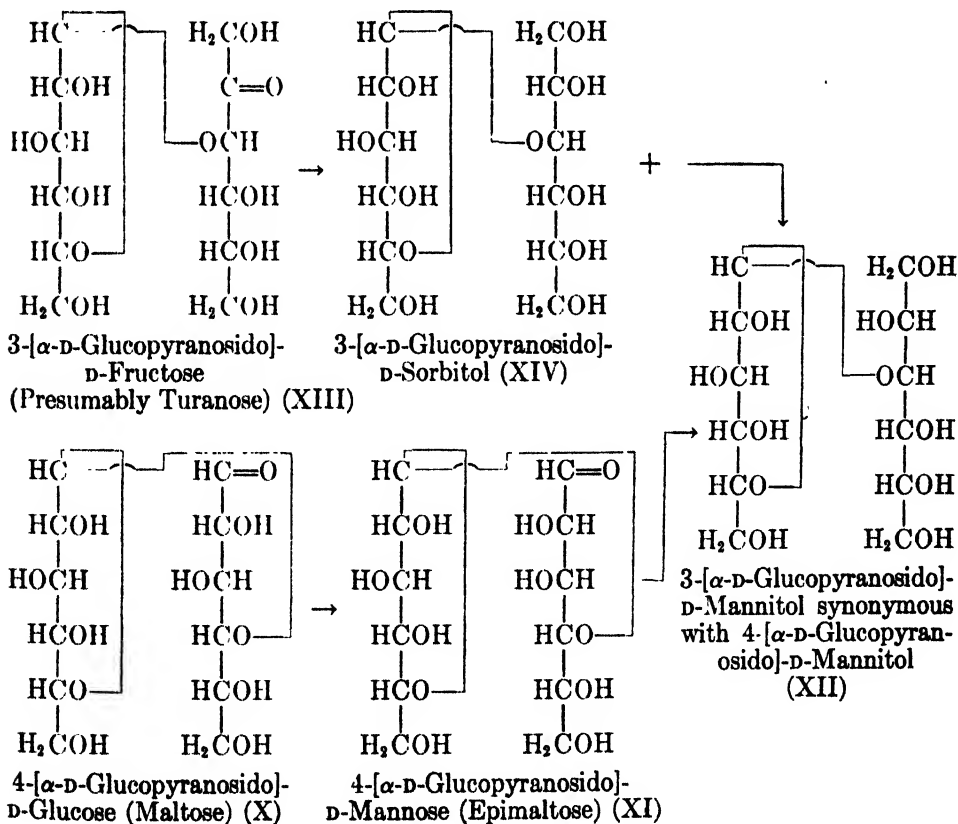 HC H₂COH HC H₂COH
HCOH C=O HCOH HCOH
HOCH —OCH HOCH —OCH +
HCOH HCOH → HCOH HCOH
HCO— HCOH HCO— HCOH
H₂COH H₂COH H₂COH H₂COH
3-[α-D-Glucopyranosido]-
D-Fructose
(Presumably Turanose) (XIII)
3-[α-D-Glucopyranosido]-
D-Sorbitol (XIV)
HC H₂COH
HCOH HOCH
HOCH —OCH
HCOH HCOH
HCO— HCOH
H₂COH H₂COH
3-[α-D-Glucopyranosido]-
D-Mannitol synonymous
with 4-[α-D-Glucopyran-
osido]-D-Mannitol
(XII)
HC HC=O HC HC=O
HCOH HCOH HCOH HOCH
HOCH HOCH HOCH HOCH
HCOH HCO— → HCOH HCO—
HCO— HCOH HCO— HCOH
H₂COH H₂COH H₂COH H₂COH
4-[α-D-Glucopyranosido]-
D-Glucose (Maltose) (X)
4-[α-D-Glucopyranosido]-
D-Mannose (Epimaltose) (XI)